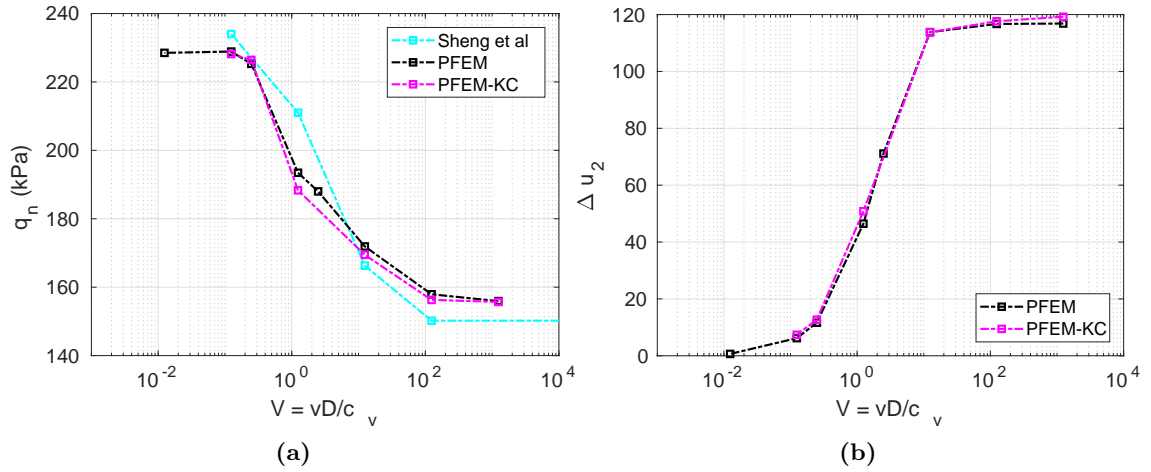 240
220
200
180
160
140
q_n (kPa)
10^-2
10^0
10^2
10^4
V = vD/c _v
Sheng et al
PFEM
PFEM-KC
(a)
120
100
80
60
40
20
0
Δ u_2
10^-2
10^0
10^2
10^4
V = vD/c _v
PFEM
PFEM-KC
(b)